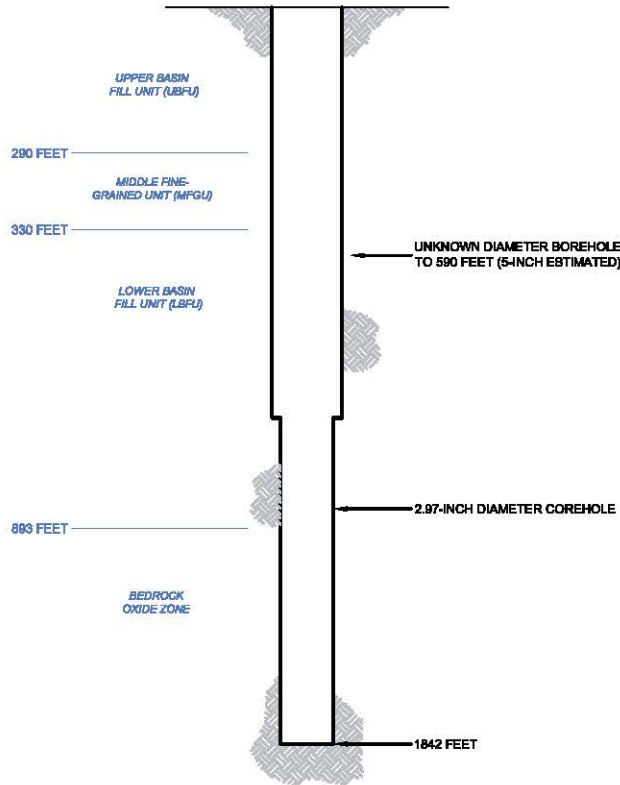 UPPER BASIN
FILL UNIT (UBFU)
290 FEET
MIDDLE FINE-
GRAINED UNIT (MFGU)
330 FEET
UNKNOWN DIAMETER BOREHOLE
TO 590 FEET (5-INCH ESTIMATED)
LOWER BASIN
FILL UNIT (LBFU)
2.97-INCH DIAMETER COREHOLE
893 FEET
BEDROCK
OXIDE ZONE
1842 FEET